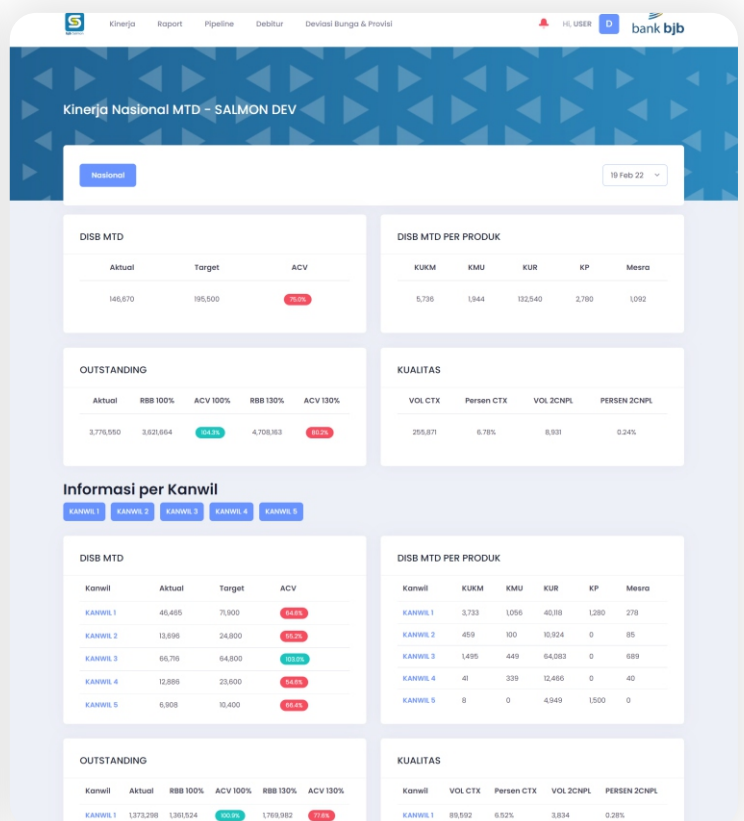 S
Kinerja Raport Pipeline Debitur Deviasi Bunga & Provisi
Hi, USER D bank bjb
Kinerja Nasional MTD - SALMON DEV
Nasional 19 Feb 22
DISB MTD
Aktual Target ACV
146,670 195,500 75.0%
DISB MTD PER PRODUK
KUKM KMU KUR KP Mesra
5,736 1,944 132,540 2,780 1,092
OUTSTANDING
Aktual RBB 100% ACV 100% RBB 130% ACV 130%
3,776,550 3,621,664 104.3% 4,708,163 80.2%
KUALITAS
VOL CTX Persen CTX VOL 2CNPL PERSEN 2CNPL
255,871 6.78% 8,931 0.24%
Informasi per Kanwil
KANWIL 1 KANWIL 2 KANWIL 3 KANWIL 4 KANWIL 5
DISB MTD
Kanwil Aktual Target ACV
KANWIL 1 46,465 71,900 64.6%
KANWIL 2 13,696 24,800 55.2%
KANWIL 3 66,716 64,800 103.0%
KANWIL 4 12,886 23,600 54.6%
KANWIL 5 6,908 10,400 66.4%
DISB MTD PER PRODUK
Kanwil KUKM KMU KUR KP Mesra
KANWIL 1 3,733 1,056 40,118 1,280 278
KANWIL 2 459 100 10,924 0 85
KANWIL 3 1,495 449 64,083 0 689
KANWIL 4 41 339 12,466 0 40
KANWIL 5 8 0 4,949 1,500 0
OUTSTANDING
Kanwil Aktual RBB 100% ACV 100% RBB 130% ACV 130%
KANWIL 1 1,373,298 1,361,524 100.9% 1,769,982 77.6%
KUALITAS
Kanwil VOL CTX Persen CTX VOL 2CNPL PERSEN 2CNPL
KANWIL 1 89,592 6.52% 3,834 0.28%